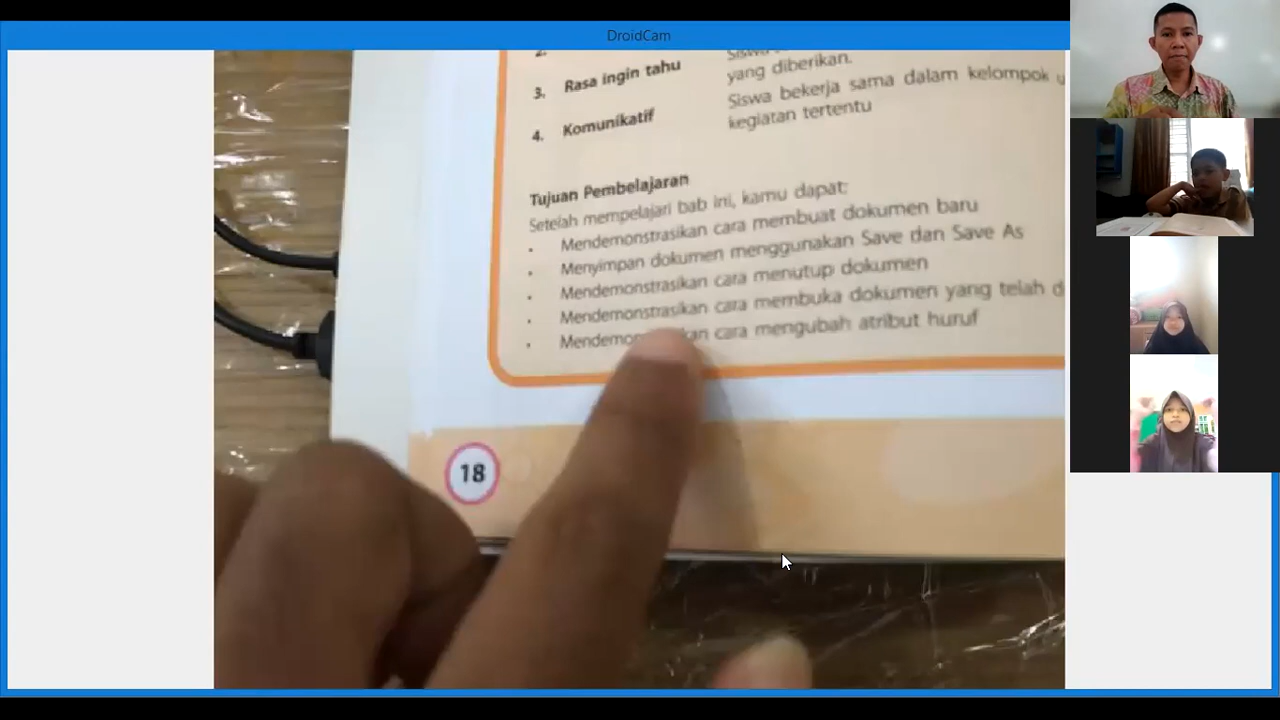 DroidCam
2.
3. Rasa ingin tahu
yang diberikan.
4. Komunikatif
Siswa bekerja sama dalam kelompok
kegiatan tertentu
Tujuan Pembelajaran
Setelah mempelajari bab ini, kamu dapat:
• Mendemonstrasikan cara membuat dokumen baru
• Menyimpan dokumen menggunakan Save dan Save As
• Mendemonstrasikan cara menutup dokumen
• Mendemonstrasikan cara membuka dokumen yang telah
• cara mengubah atribut huruf
18